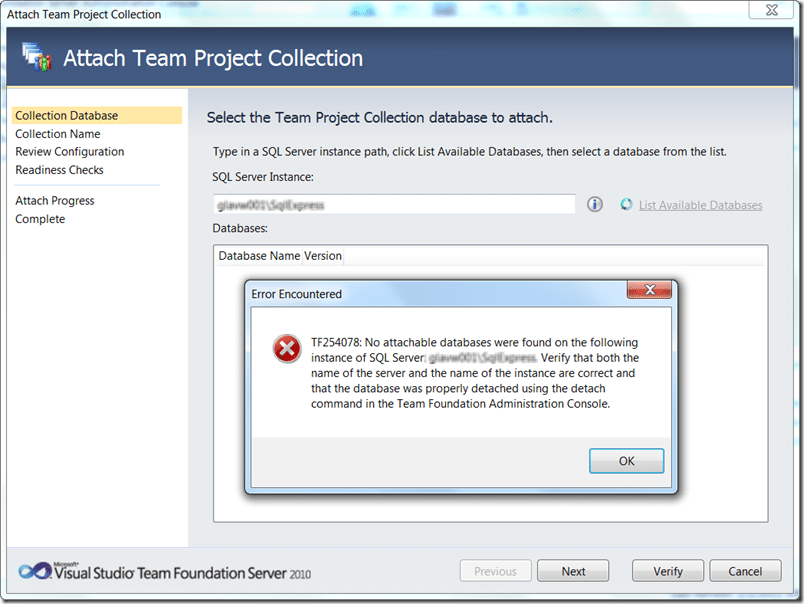 Attach Team Project Collection
Attach Team Project Collection
Collection Database
Collection Name
Review Configuration
Readiness Checks
Attach Progress
Complete
Select the Team Project Collection database to attach.
Type in a SQL Server instance path, click List Available Databases, then select a database from the list.
SQL Server Instance:
List Available Databases
Databases:
Database Name Version
Error Encountered
TF254078: No attachable databases were found on the following
instance of SQL Server: . Verify that both the
name of the server and the name of the instance are correct and
that the database was properly detached using the detach
command in the Team Foundation Administration Console.
OK
Microsoft®
Visual Studio Team Foundation Server 2010
Previous
Next
Verify
Cancel